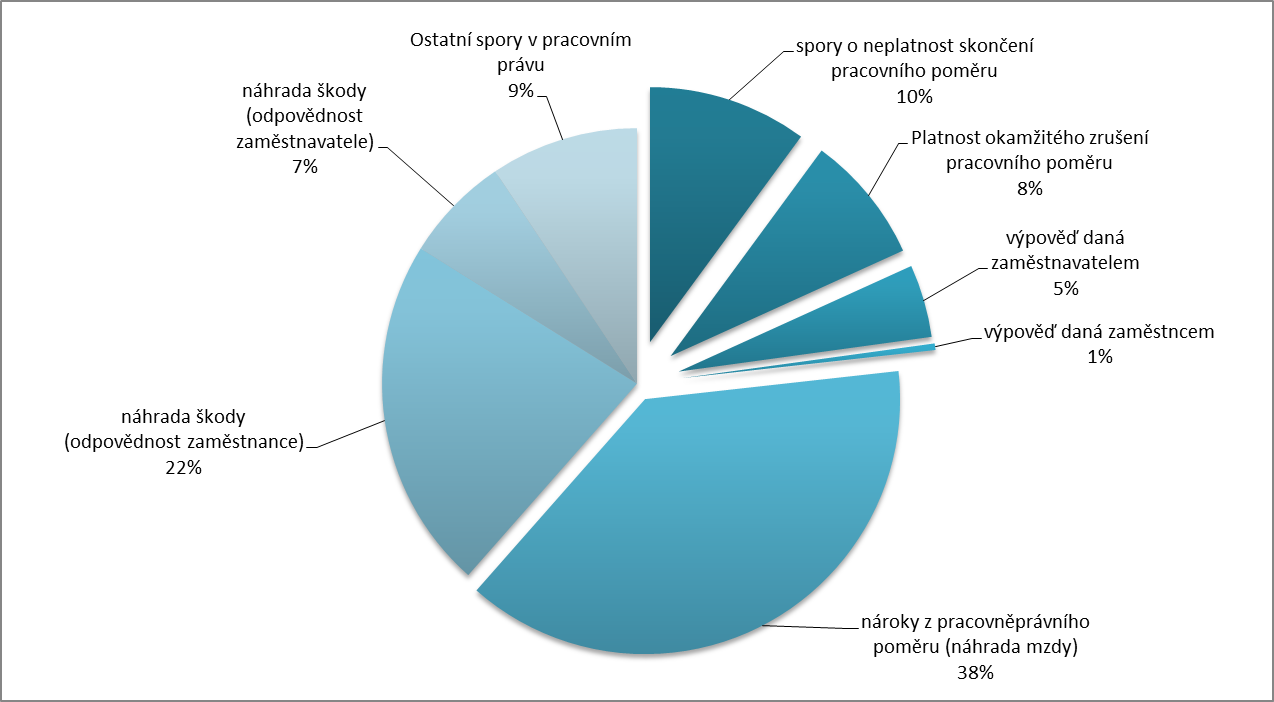 Ostatní spory v pracovním
právu
9%
spory o neplatnost skončení
pracovního poměru
10%
náhrada škody
(odpovědnost
zaměstnavatele)
7%
Platnost okamžitého zrušení
pracovního poměru
8%
výpověď daná
zaměstnavatelem
5%
výpověď daná zaměstncem
1%
náhrada škody
(odpovědnost zaměstnance)
22%
nároky z pracovněprávního
poměru (náhrada mzdy)
38%